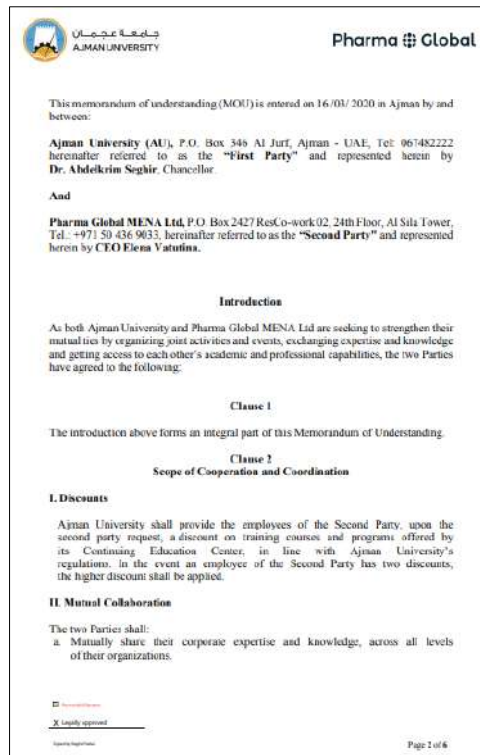 جامعة عجمان
AJMAN UNIVERSITY
Pharma Global
This memorandum of understanding (MOU) is entered on 16/03/ 2020 in Ajman by and
between:
Ajman University (AU), P.O. Box 346 Al Jurf, Ajman - UAE, Tel: 067482222
hereinafter referred to as the “First Party” and represented herein by
Dr. Abdelkrim Seghir, Chancellor
And
Pharma Global MENA Ltd, P.O. Box 2427 ResCo-work 02, 24th Floor, Al Sila Tower,
Tel.: +971 50 436 9033, hereinafter referred to as the “Second Party” and represented
herein by CEO Elena Vatutina.
Introduction
As both Ajman University and Pharma Global MENA Ltd are seeking to strengthen their
mutual ties by organizing joint activities and events, exchanging expertise and knowledge
and getting access to each other’s academic and professional capabilities, the two Parties
have agreed to the following:
Clause 1
The introduction above forms an integral part of this Memorandum of Understanding.
Clause 2
Scope of Cooperation and Coordination
I. Discounts
Ajman University shall provide the employees of the Second Party, upon the
second party request, a discount on training courses and programs offered by
its Continuing Education Center, in line with Ajman University’s
regulations. In the event an employee of the Second Party has two discounts,
the higher discount shall be applied.
II. Mutual Collaboration
The two Parties shall:
a. Mutually share their corporate expertise and knowledge, across all levels
of their organizations.
X Legally approved
Page 2 of 6